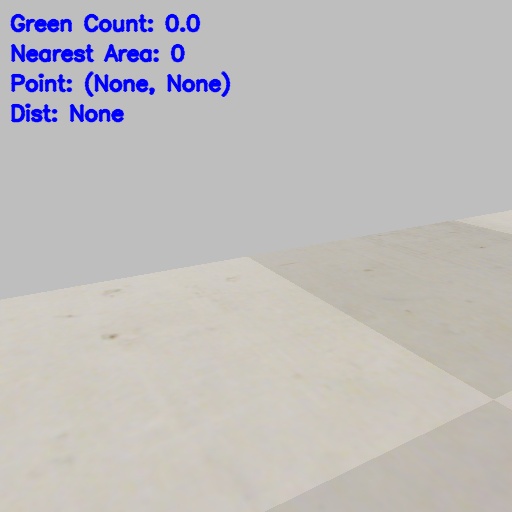 Green Count: 0.0
Nearest Area: 0
Point: (None, None)
Dist: None